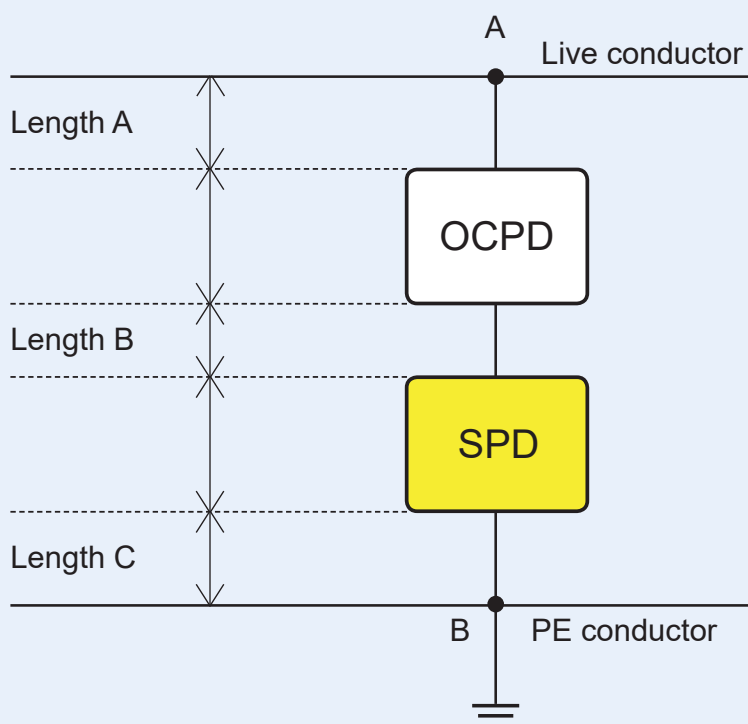 A
Live conductor
Length A
OCPD
Length B
SPD
Length C
B
PE conductor